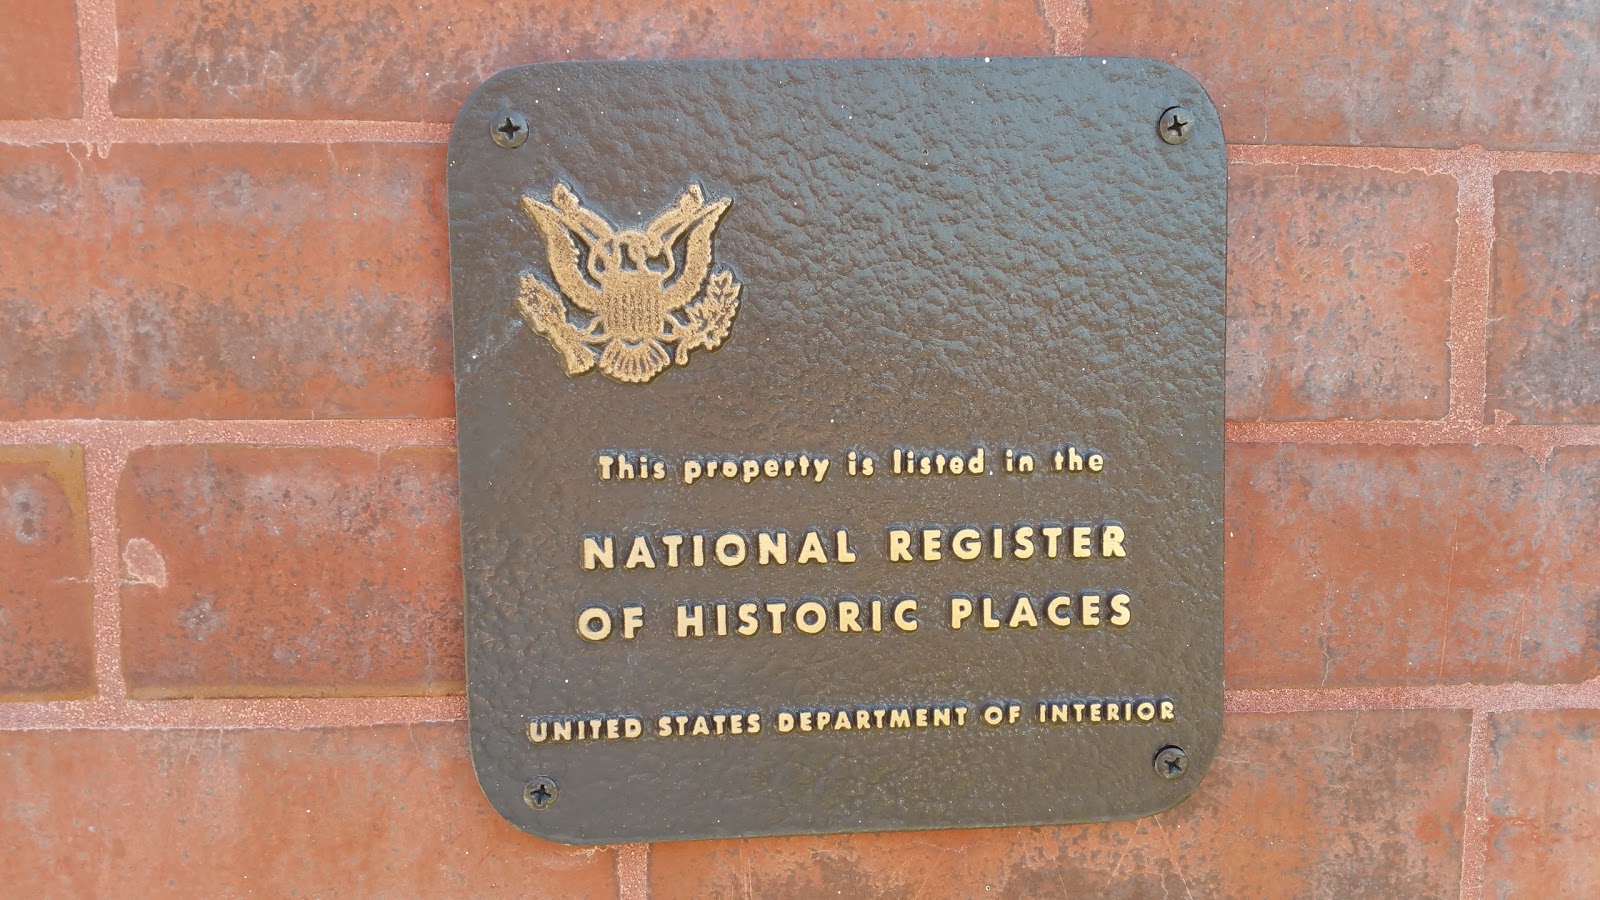 This property is listed in the
NATIONAL REGISTER
OF HISTORIC PLACES
UNITED STATES DEPARTMENT OF INTERIOR